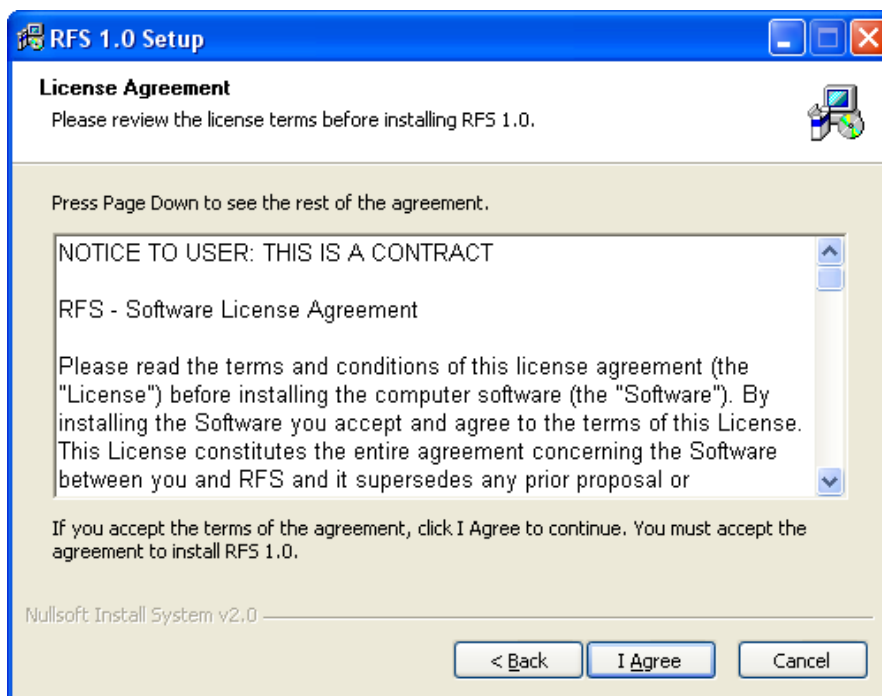 RFS 1.0 Setup
License Agreement
Please review the license terms before installing RFS 1.0.
Press Page Down to see the rest of the agreement.
NOTICE TO USER: THIS IS A CONTRACT
RFS - Software License Agreement
Please read the terms and conditions of this license agreement (the
"License") before installing the computer software (the "Software"). By
installing the Software you accept and agree to the terms of this License.
This License constitutes the entire agreement concerning the Software
between you and RFS and it supersedes any prior proposal or
If you accept the terms of the agreement, click I Agree to continue. You must accept the
agreement to install RFS 1.0.
Nullsoft Install System v2.0
< Back
I Agree
Cancel